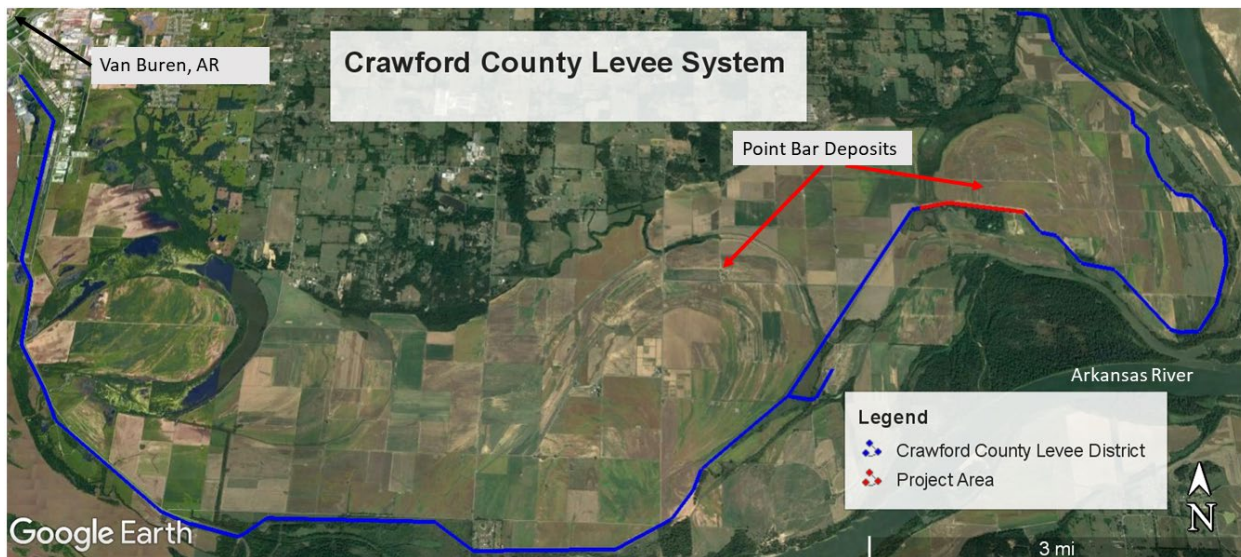 Van Buren, AR
Crawford County Levee System
Point Bar Deposits
Arkansas River
Legend
Crawford County Levee District
Project Area
N
Google Earth
3 mi